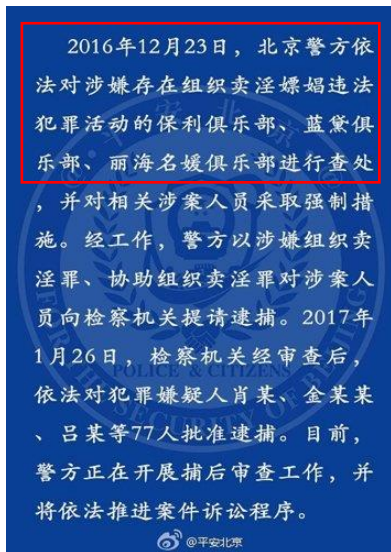 2016年12月23日，北京警方依
法对涉嫌存在组织卖淫嫖娼违法
犯罪活动的保利俱乐部、蓝黛俱
乐部、丽海名媛俱乐部进行查处
，并对相关涉案人员采取强制措
施。经工作，警方以涉嫌组织卖
淫罪、协助组织卖淫罪对涉案人
员向检察机关提请逮捕。2017年
1月26日，检察机关经审查后，
依法对犯罪嫌疑人肖某、金某某
、吕某等77人批准逮捕。目前，
警方正在开展捕后审查工作，并
将依法推进案件诉讼程序。
@平安北京